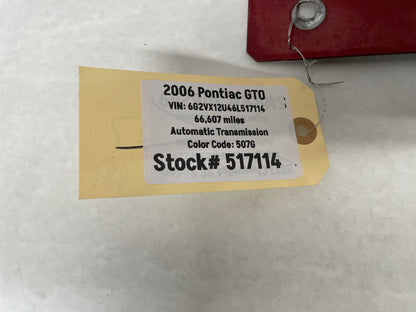 2006 Pontiac GTO
VIN: 6G2VX12U46L517114
66,607 miles
Automatic Transmission
Color Code: 507G
Stock# 517114